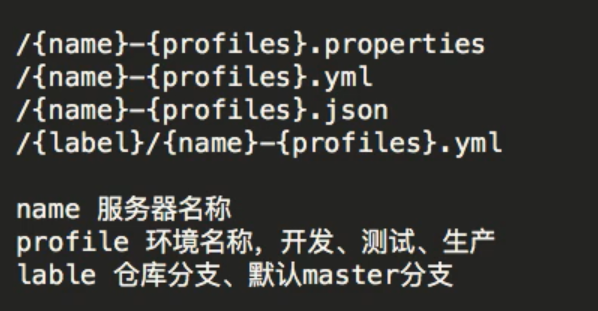 /{name}-{profiles}.properties
/{name}-{profiles}.yml
/{name}-{profiles}.json
/{label}/{name}-{profiles}.yml
name 服务器名称
profile 环境名称，开发、测试、生产
lable 仓库分支、默认master分支